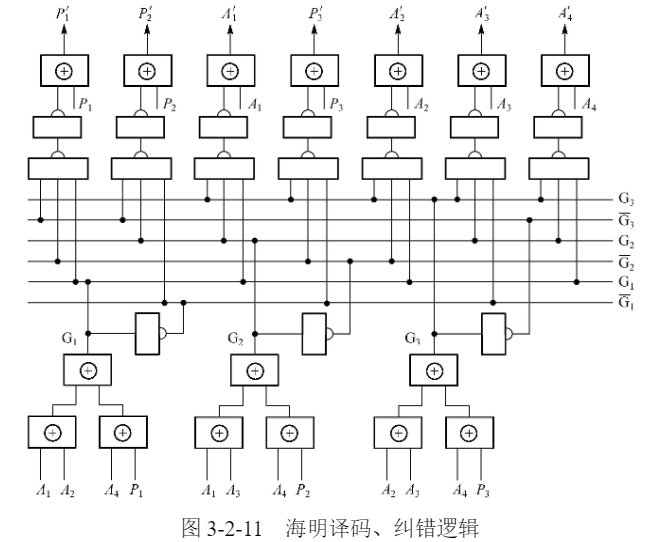 P₁′ P₂′ A₁′ P₃′ A₂′ A₃′ A₄′
P₁ P₂ A₁ P₃ A₂ A₃ A₄
G₃
G̅₃
G₂
G̅₂
G₁
G̅₁
G₁ G₂ G₃
A₁ A₂ A₄ P₁ A₁ A₃ A₄ P₂ A₂ A₃ A₄ P₃
图 3-2-11 海明译码、纠错逻辑